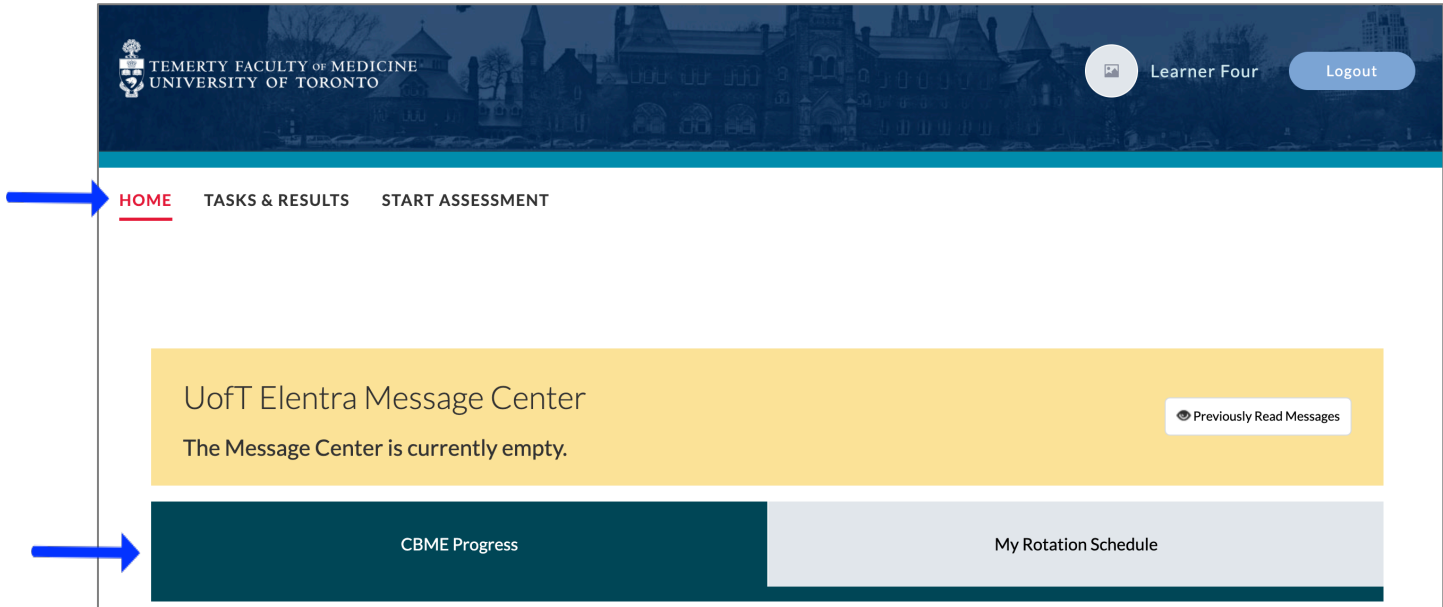 TEMERTY FACULTY OF MEDICINE
UNIVERSITY OF TORONTO
Learner Four
Logout
HOME TASKS & RESULTS START ASSESSMENT
UofT Elentra Message Center
Previously Read Messages
The Message Center is currently empty.
CBME Progress My Rotation Schedule